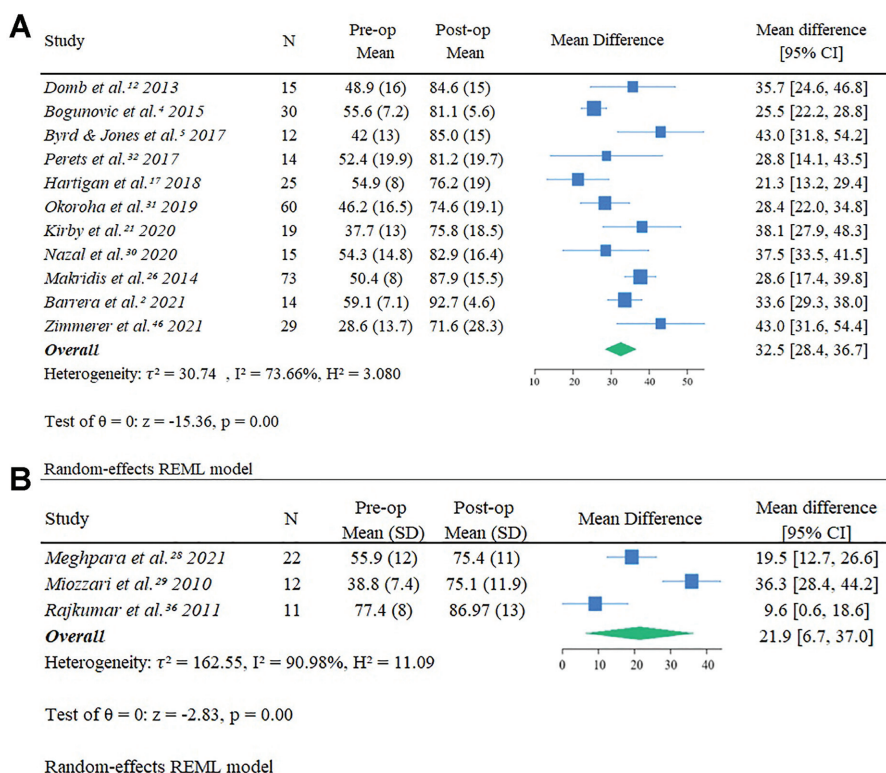 A
Study N Pre-op Mean Post-op Mean Mean Difference Mean difference [95% CI]
Domb et al.¹² 2013 15 48.9 (16) 84.6 (15) 35.7 [24.6, 46.8]
Bogunovic et al.⁴ 2015 30 55.6 (7.2) 81.1 (5.6) 25.5 [22.2, 28.8]
Byrd & Jones et al.⁵ 2017 12 42 (13) 85.0 (15) 43.0 [31.8, 54.2]
Perets et al.³² 2017 14 52.4 (19.9) 81.2 (19.7) 28.8 [14.1, 43.5]
Hartigan et al.¹⁷ 2018 25 54.9 (8) 76.2 (19) 21.3 [13.2, 29.4]
Okoroha et al.³¹ 2019 60 46.2 (16.5) 74.6 (19.1) 28.4 [22.0, 34.8]
Kirby et al.²¹ 2020 19 37.7 (13) 75.8 (18.5) 38.1 [27.9, 48.3]
Nazal et al.³⁰ 2020 15 54.3 (14.8) 82.9 (16.4) 37.5 [33.5, 41.5]
Makridis et al.²⁶ 2014 73 50.4 (8) 87.9 (15.5) 28.6 [17.4, 39.8]
Barrera et al.² 2021 14 59.1 (7.1) 92.7 (4.6) 33.6 [29.3, 38.0]
Zimmerer et al.⁴⁶ 2021 29 28.6 (13.7) 71.6 (28.3) 43.0 [31.6, 54.4]
Overall 32.5 [28.4, 36.7]
Heterogeneity: τ² = 30.74 , I² = 73.66%, H² = 3.080
10 20 30 40 50
Test of θ = 0: z = -15.36, p = 0.00
Random-effects REML model
B
Study N Pre-op Mean (SD) Post-op Mean (SD) Mean Difference Mean difference [95% CI]
Meghpara et al.²⁸ 2021 22 55.9 (12) 75.4 (11) 19.5 [12.7, 26.6]
Miozzari et al.²⁹ 2010 12 38.8 (7.4) 75.1 (11.9) 36.3 [28.4, 44.2]
Rajkumar et al.³⁶ 2011 11 77.4 (8) 86.97 (13) 9.6 [0.6, 18.6]
Overall 21.9 [6.7, 37.0]
Heterogeneity: τ² = 162.55, I² = 90.98%, H² = 11.09
0 10 20 30 40
Test of θ = 0: z = -2.83, p = 0.00
Random-effects REML model